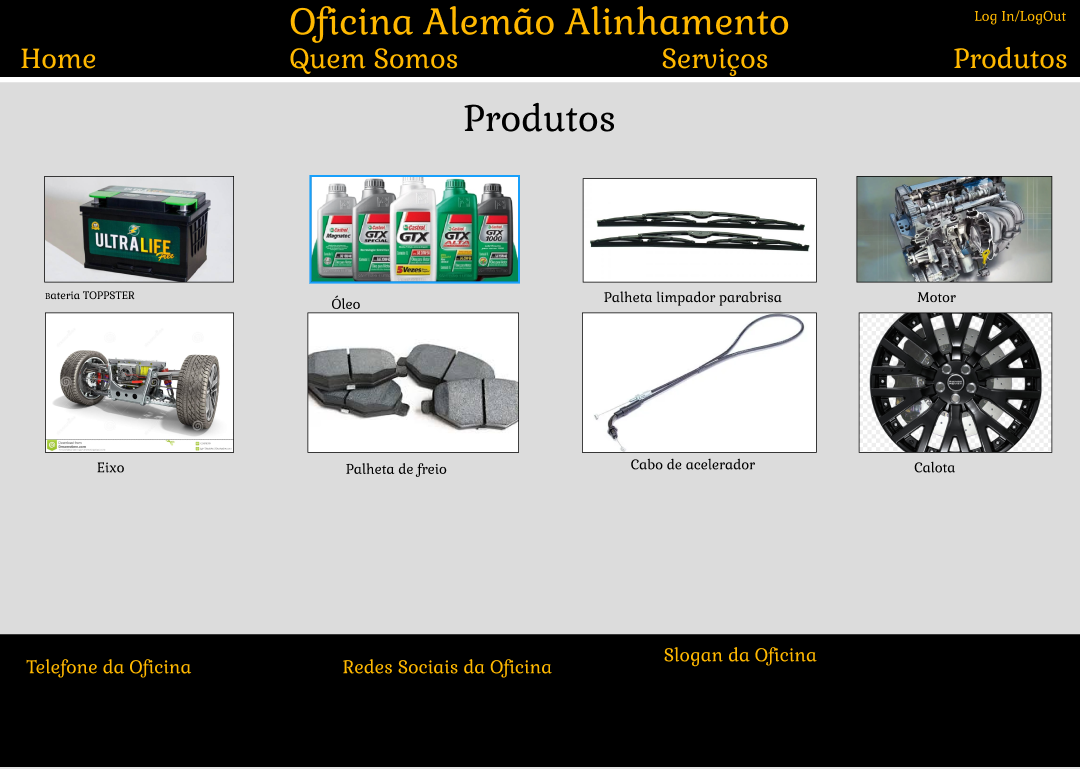 Oficina Alemão Alinhamento
Log In/LogOut
Home
Quem Somos
Serviços
Produtos
Produtos
ULTRALIFE
Free
Castrol
Magnatec
Castrol
GTX
SPECIAL
Castrol
GTX
5Vezes
Castrol
GTX
ALTA
Castrol
GTX
1000
Bateria TOPPSTER
Óleo
Palheta limpador parabrisa
Motor
Eixo
Palheta de freio
Cabo de acelerador
Calota
Telefone da Oficina
Redes Sociais da Oficina
Slogan da Oficina